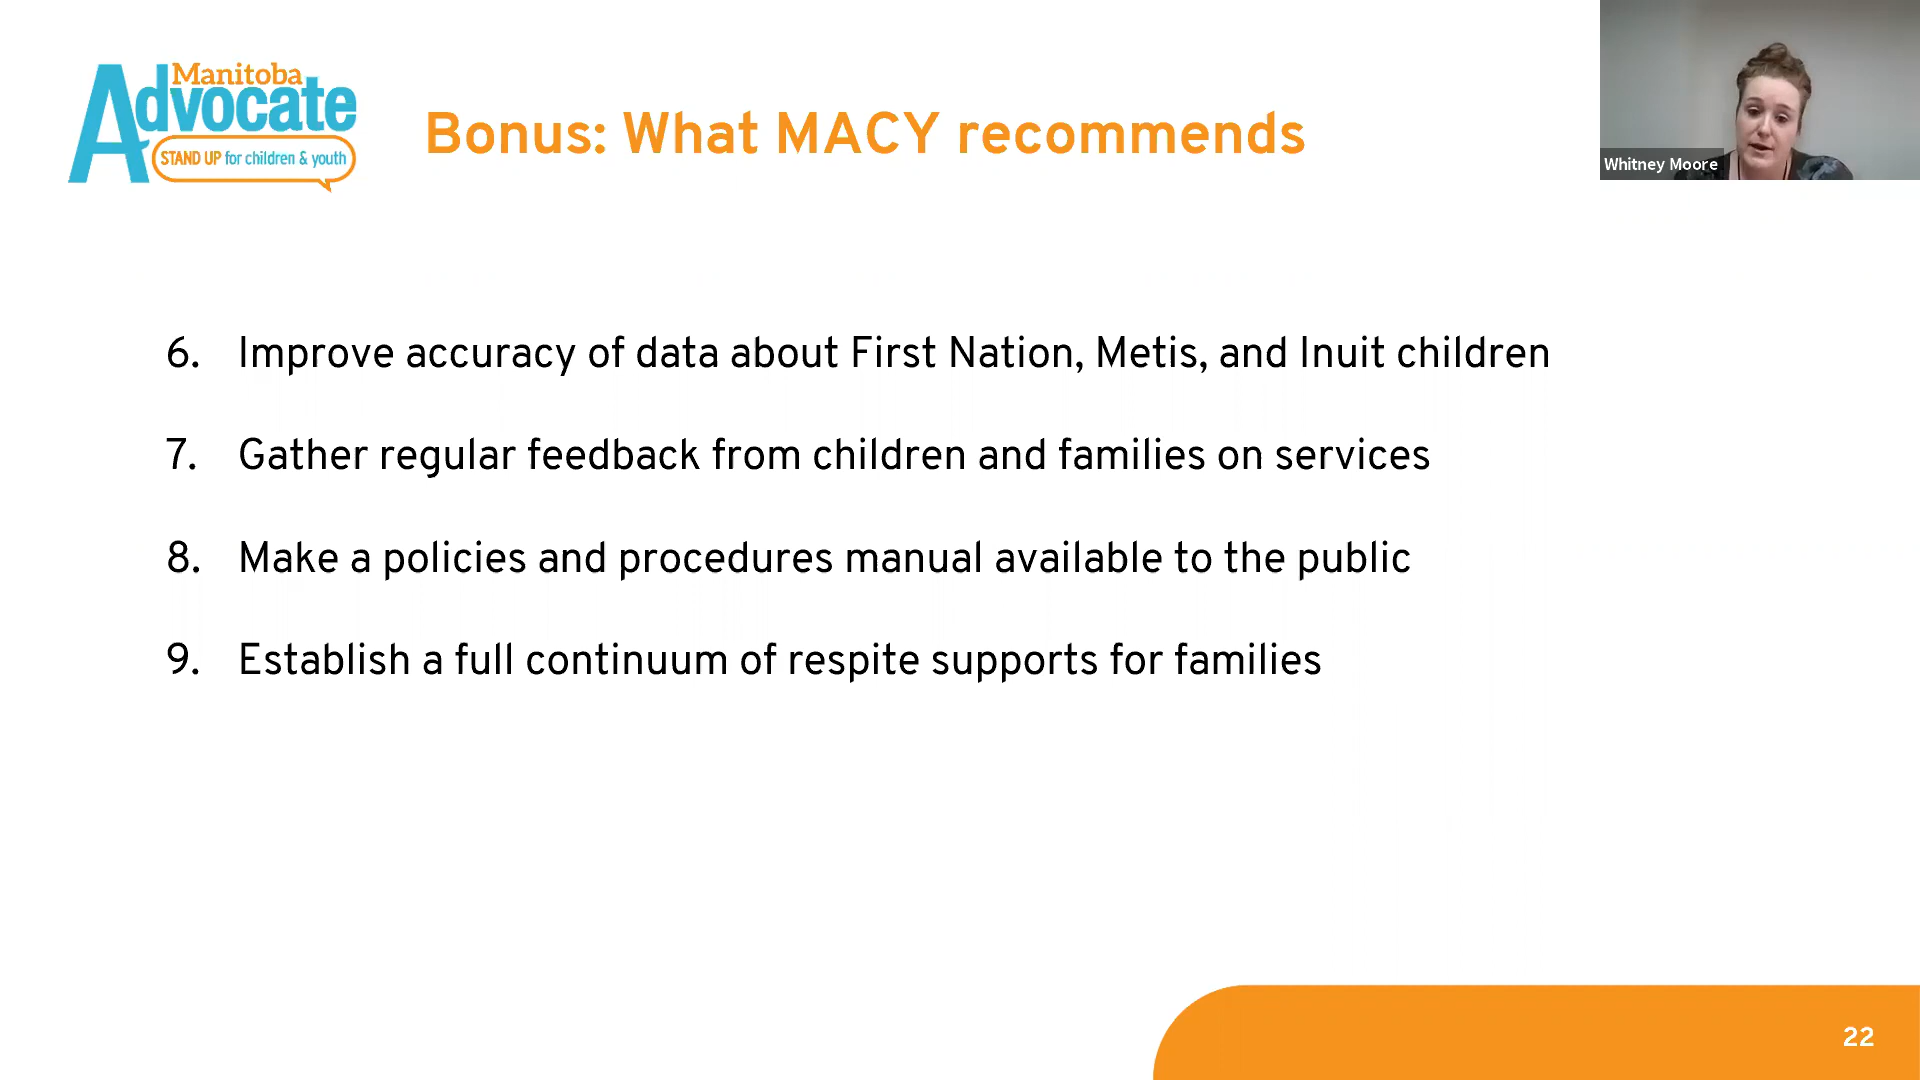 Manitoba
Advocate
STAND UP for children & youth
Bonus: What MACY recommends
Whitney Moore
6. Improve accuracy of data about First Nation, Metis, and Inuit children
7. Gather regular feedback from children and families on services
8. Make a policies and procedures manual available to the public
9. Establish a full continuum of respite supports for families
22